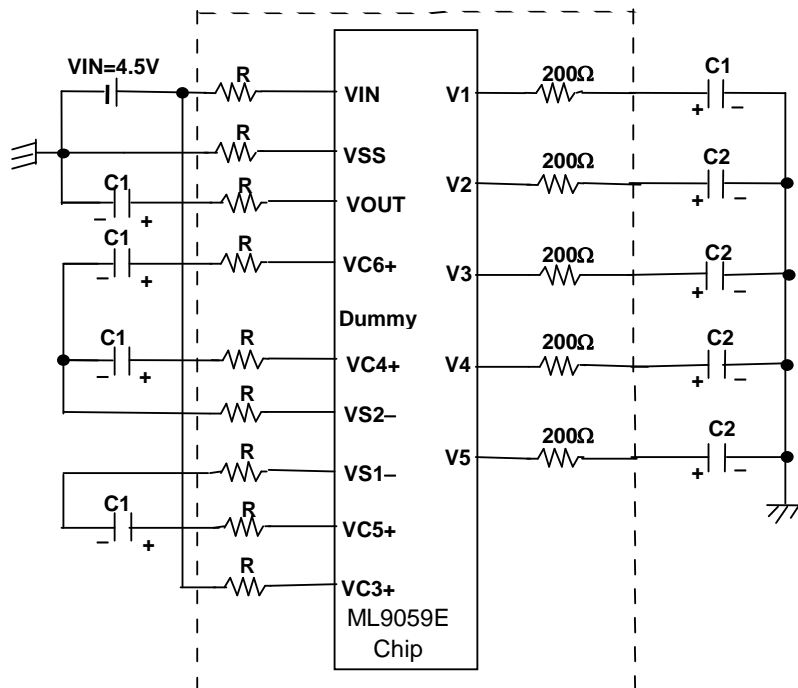 VIN=4.5V
R
VIN
R
VSS
C1
R
VOUT
– +
C1
R
VC6+
– +
Dummy
C1
R
VC4+
– +
R
VS2–
R
VS1–
C1
R
VC5+
– +
R
VC3+
ML9059E
Chip
V1
200Ω
C1
+ –
V2
200Ω
C2
+ –
V3
200Ω
C2
+ –
V4
200Ω
C2
+ –
V5
200Ω
C2
+ –